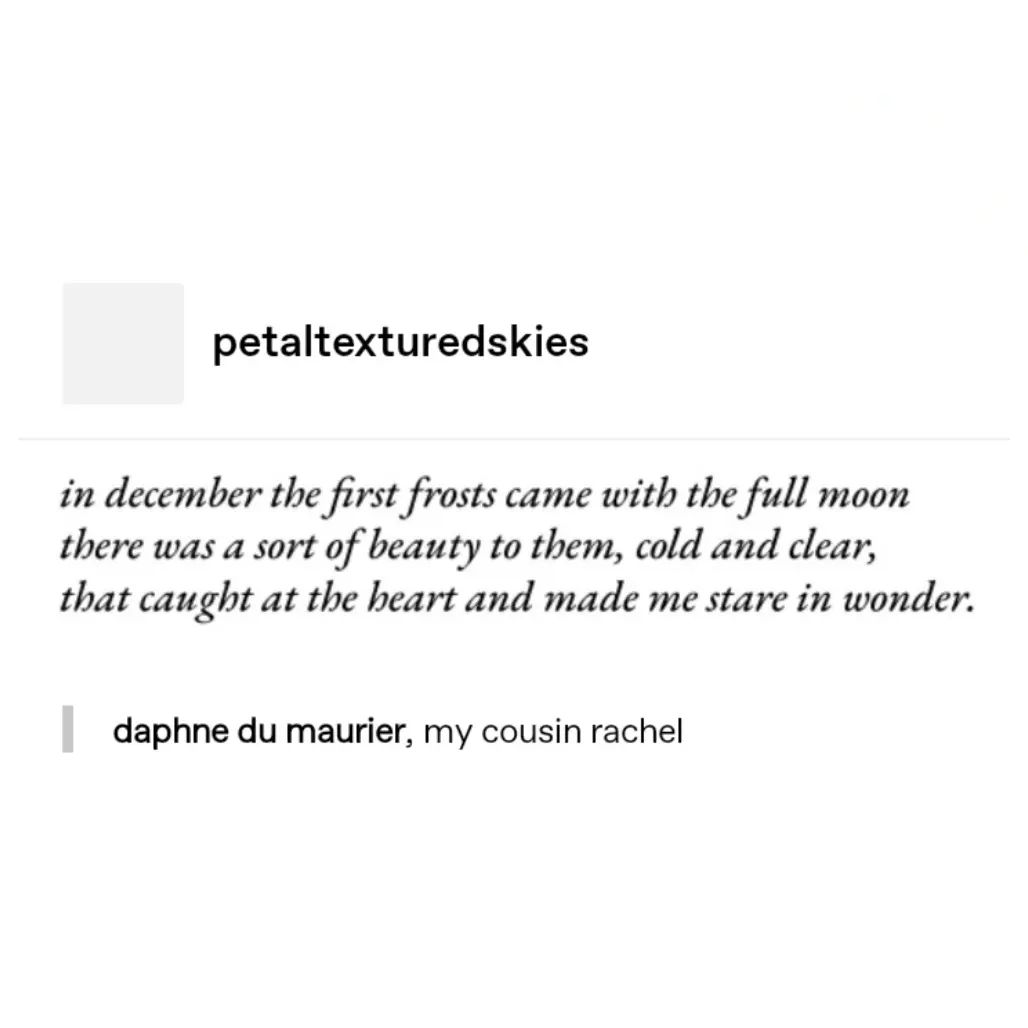 petaltexturedskies
in december the first frosts came with the full moon
there was a sort of beauty to them, cold and clear,
that caught at the heart and made me stare in wonder.
daphne du maurier, my cousin rachel